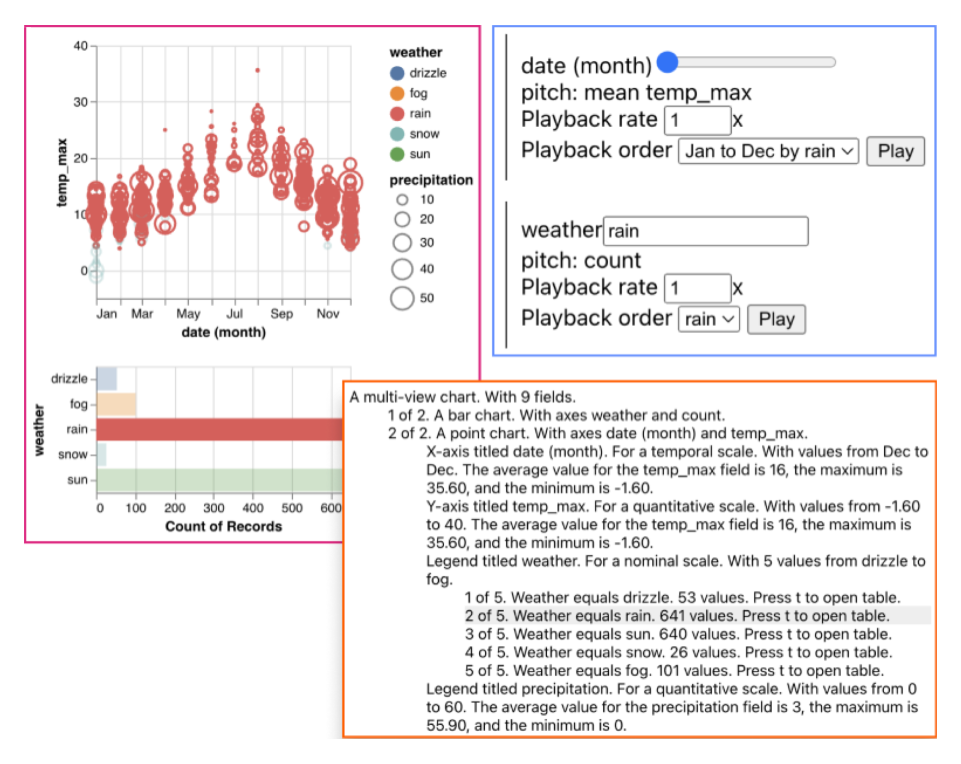 40
30
20
10
0
temp_max
Jan Mar May Jul Sep Nov
date (month)
weather
drizzle
fog
rain
snow
sun
precipitation
10
20
30
40
50
weather
drizzle
fog
rain
snow
sun
0 100 200 300 400 500 600
Count of Records
date (month)
pitch: mean temp_max
Playback rate 1 x
Playback order Jan to Dec by rain Play
weather rain
pitch: count
Playback rate 1 x
Playback order rain Play
A multi-view chart. With 9 fields.
1 of 2. A bar chart. With axes weather and count.
2 of 2. A point chart. With axes date (month) and temp_max.
X-axis titled date (month). For a temporal scale. With values from Dec to
Dec. The average value for the temp_max field is 16, the maximum is
35.60, and the minimum is -1.60.
Y-axis titled temp_max. For a quantitative scale. With values from -1.60
to 40. The average value for the temp_max field is 16, the maximum is
35.60, and the minimum is -1.60.
Legend titled weather. For a nominal scale. With 5 values from drizzle to
fog.
1 of 5. Weather equals drizzle. 53 values. Press t to open table.
2 of 5. Weather equals rain. 641 values. Press t to open table.
3 of 5. Weather equals sun. 640 values. Press t to open table.
4 of 5. Weather equals snow. 26 values. Press t to open table.
5 of 5. Weather equals fog. 101 values. Press t to open table.
Legend titled precipitation. For a quantitative scale. With values from 0
to 60. The average value for the precipitation field is 3, the maximum is
55.90, and the minimum is 0.